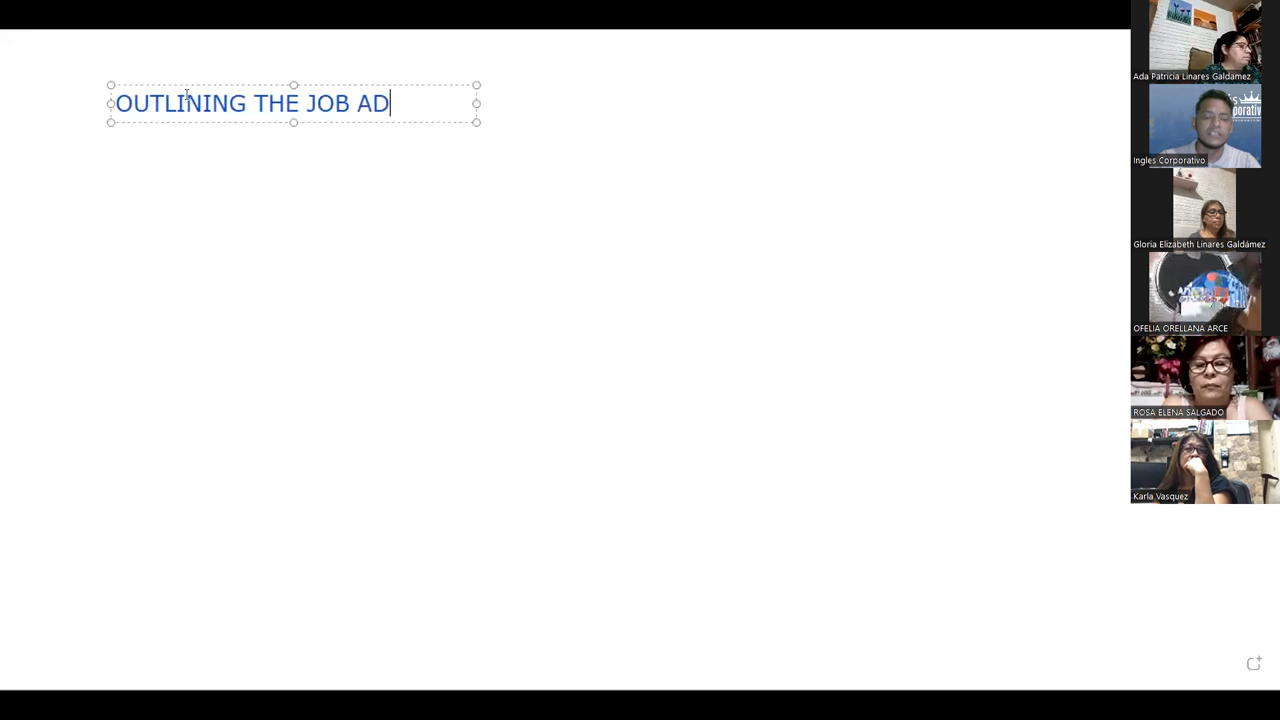 OUTLINING THE JOB AD
Ada Patricia Linares Galdamez
Ingles Corporativo
Gloria Elizabeth Linares Galdámez
OFELIA ORELLANA ARCE
ROSA ELENA SALGADO
Karla Vasquez